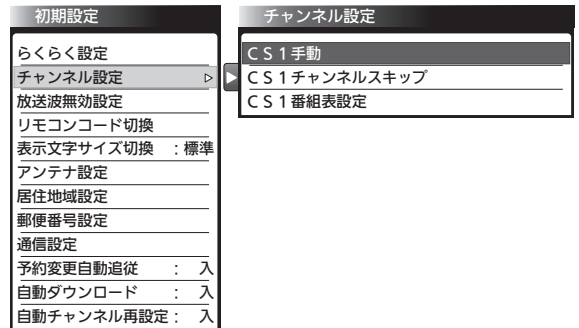 初期設定
らくらく設定
チャンネル設定
放送波無効設定
リモコンコード切換
表示文字サイズ切換 ：標準
アンテナ設定
居住地域設定
郵便番号設定
通信設定
予約変更自動追従 ： 入
自動ダウンロード ： 入
自動チャンネル再設定： 入
チャンネル設定
ＣＳ１手動
ＣＳ１チャンネルスキップ
ＣＳ１番組表設定